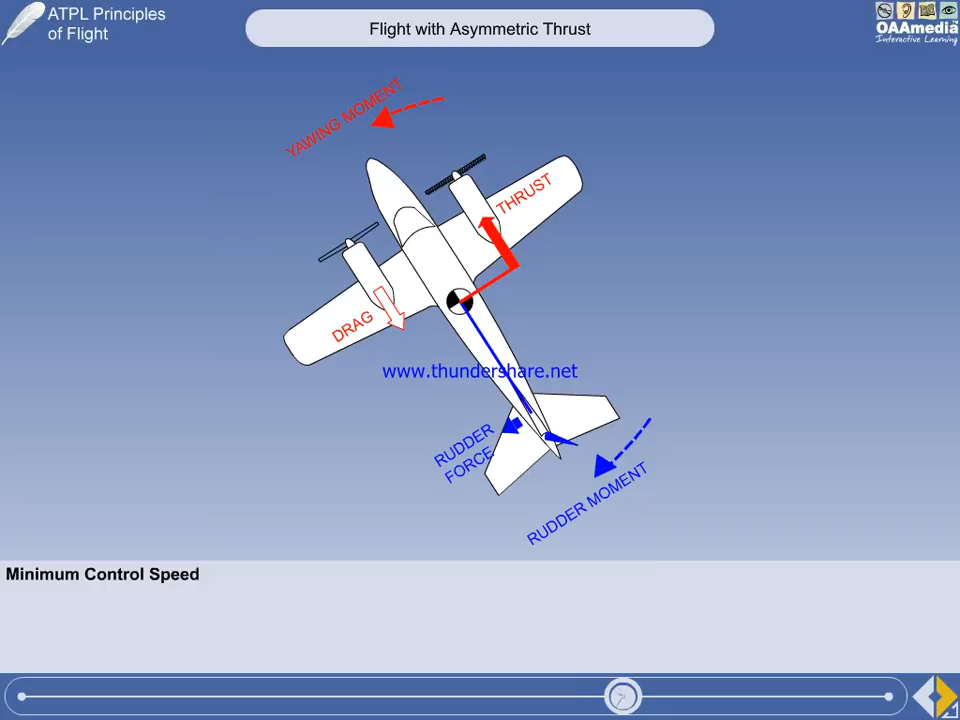 ATPL Principles
of Flight
Flight with Asymmetric Thrust
OAAmedia
Interactive Learning
YAWING MOMENT
THRUST
DRAG
www.thundershare.net
RUDDER
FORCE
RUDDER MOMENT
Minimum Control Speed